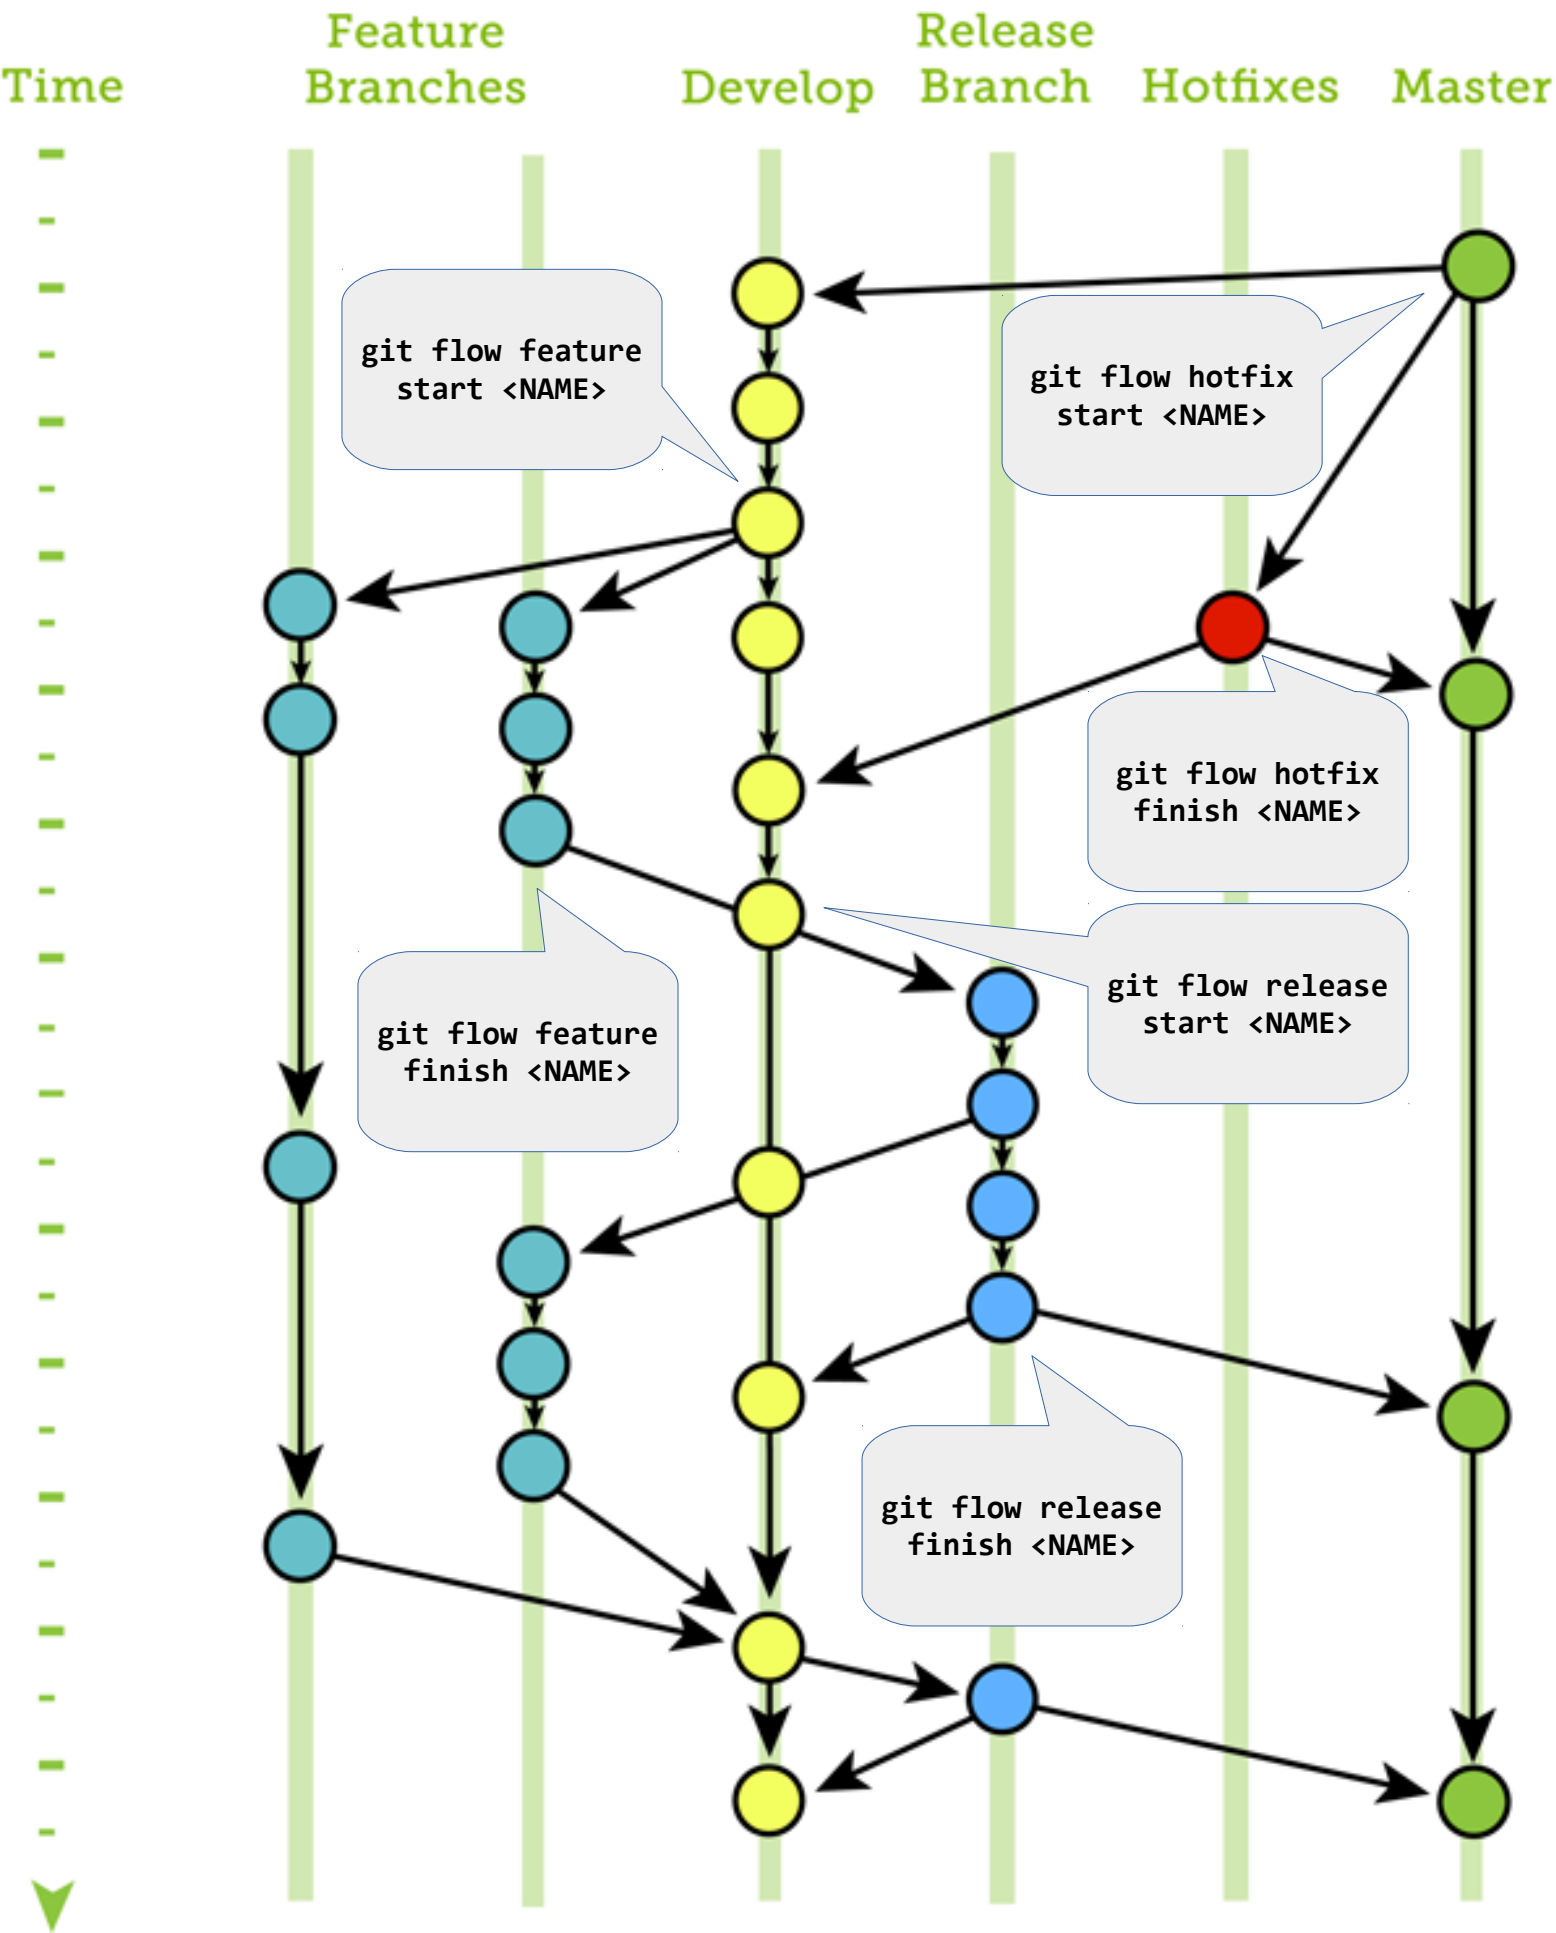 Time
Feature
Branches
Develop
Release
Branch
Hotfixes
Master
git flow feature
start <NAME>
git flow hotfix
start <NAME>
git flow hotfix
finish <NAME>
git flow release
start <NAME>
git flow feature
finish <NAME>
git flow release
finish <NAME>